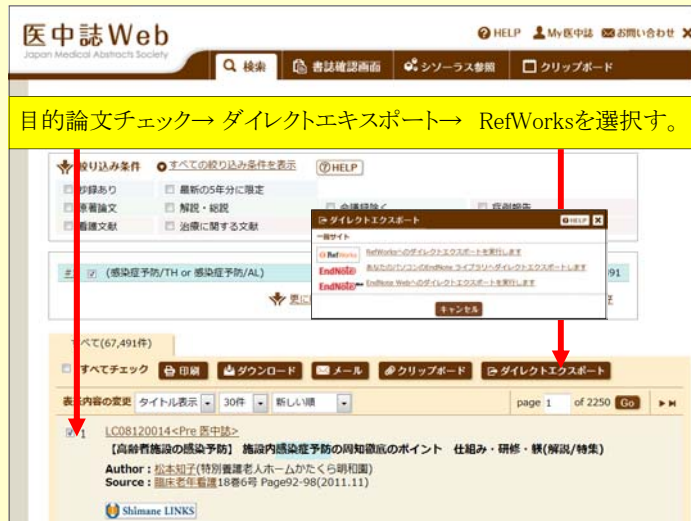 医中誌Web
Japan Medical Abstracts Society
HELP My医中誌 お問い合わせ
検索 書誌確認画面 シソーラス参照 クリップボード
目的論文チェック→ ダイレクトエキスポート→ RefWorksを選択す。
絞り込み条件 すべての絞り込み条件を表示 HELP
抄録あり 最新の5年分に限定
原著論文 解説・総説 会議録除く 症例報告
看護文献 治療に関する文献
ダイレクトエクスポート HELP
RefWorks RefWorksへのダイレクトエクスポートを実行します
EndNote あなたのパソコンのEndNote ライブラリへダイレクトエクスポートします
EndNote EndNote Webへのダイレクトエクスポートを実行します
キャンセル
(感染症予防/TH or 感染症予防/AL)
更に
すべて(67,491件)
すべてチェック 印刷 ダウンロード メール クリップボード ダイレクトエクスポート
表示内容の変更 タイトル表示 30件 新しい順 page 1 of 2250 Go
1 LC08120014<Pre 医中誌>
【高齢者施設の感染予防】 施設内感染症予防の周知徹底のポイント 仕組み・研修・躾(解説/特集)
Author：松本知子(特別養護老人ホームかたくら明和園)
Source：臨床老年看護18巻6号 Page92-98(2011.11)
Shimane LINKS